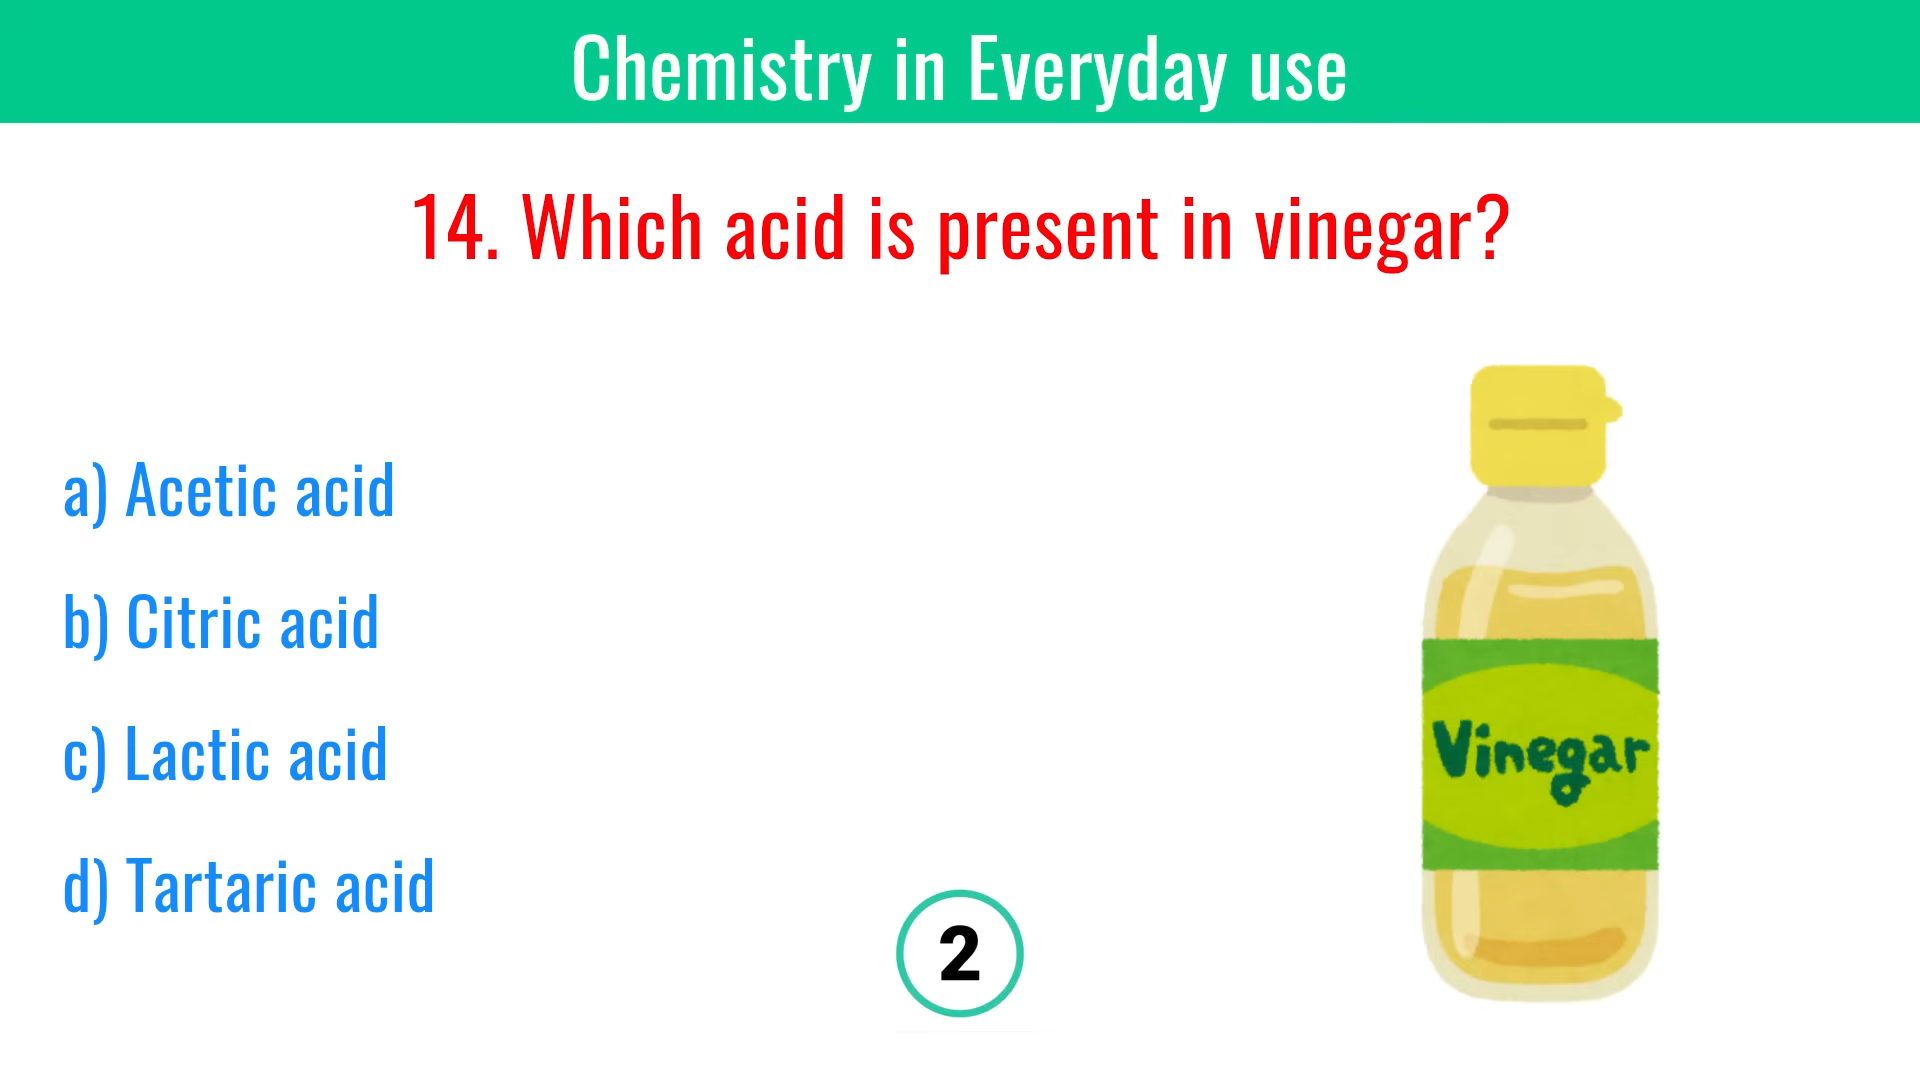 Chemistry in Everyday use
14. Which acid is present in vinegar?
a) Acetic acid
b) Citric acid
c) Lactic acid
d) Tartaric acid
Vinegar
2